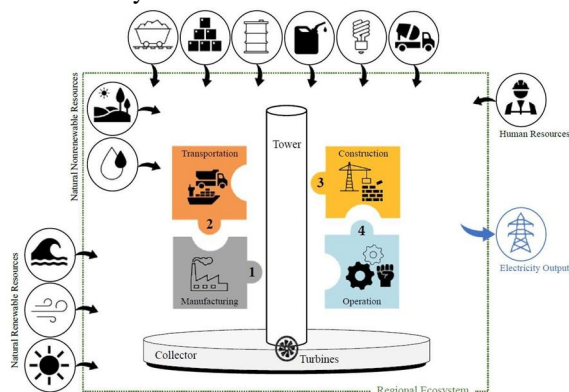 Natural Nonrenewable Resources
Human Resources
Tower
Transportation
Construction
3
2
4
1
Manufacturing
Operation
Electricity Output
Natural Renewable Resources
Collector
Turbines
Regional Ecosystem